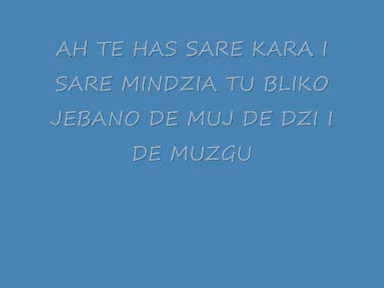 AH TE HAS SARE KARA I
SARE MINDZIA TU BLIKO
JEBANO DE MUJ DE DZI I
DE MUZGU